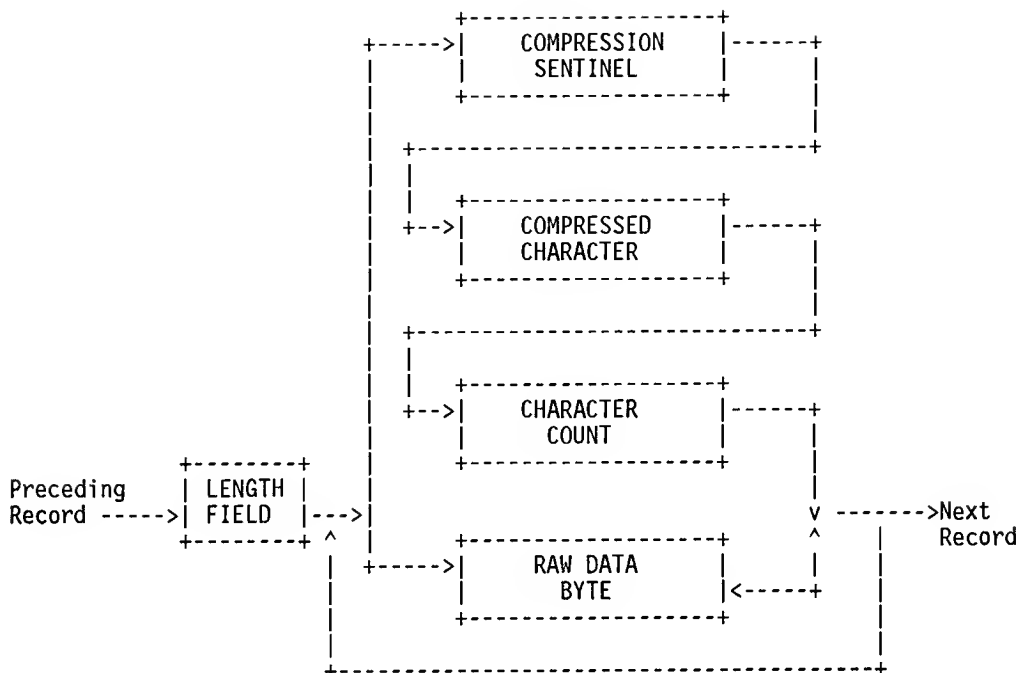 COMPRESSION
SENTINEL
COMPRESSED
CHARACTER
CHARACTER
COUNT
Preceding
Record
LENGTH
FIELD
Next
Record
RAW DATA
BYTE